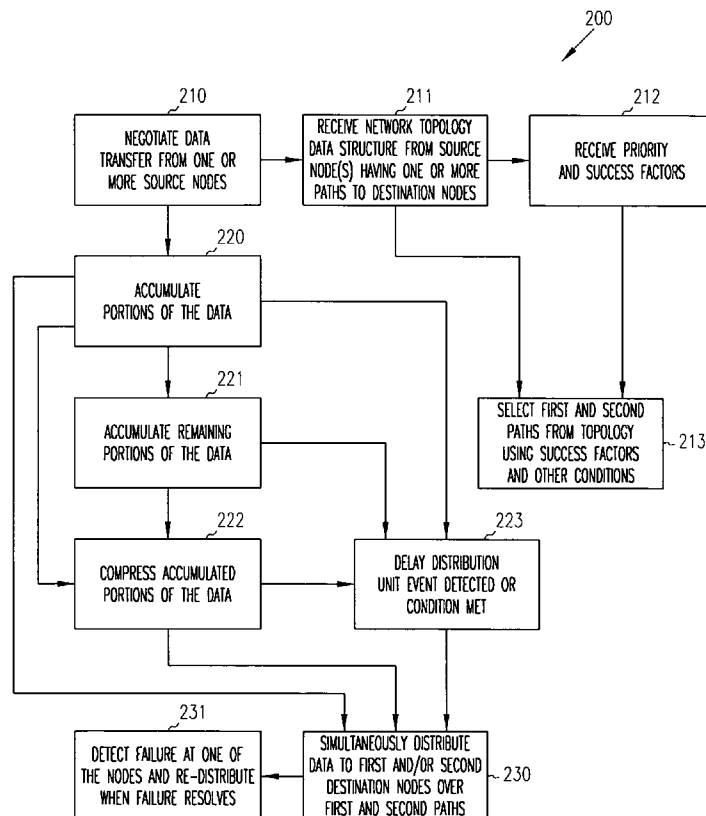 200
210
NEGOTIATE DATA
TRANSFER FROM ONE OR
MORE SOURCE NODES
211
RECEIVE NETWORK TOPOLOGY
DATA STRUCTURE FROM SOURCE
NODE(S) HAVING ONE OR MORE
PATHS TO DESTINATION NODES
212
RECEIVE PRIORITY
AND SUCCESS FACTORS
220
ACCUMULATE
PORTIONS OF THE DATA
221
ACCUMULATE REMAINING
PORTIONS OF THE DATA
SELECT FIRST AND SECOND
PATHS FROM TOPOLOGY
USING SUCCESS FACTORS
AND OTHER CONDITIONS
213
222
COMPRESS ACCUMULATED
PORTIONS OF THE DATA
223
DELAY DISTRIBUTION
UNIT EVENT DETECTED OR
CONDITION MET
231
DETECT FAILURE AT ONE OF
THE NODES AND RE-DISTRIBUTE
WHEN FAILURE RESOLVES
SIMULTANEOUSLY DISTRIBUTE
DATA TO FIRST AND/OR SECOND
DESTINATION NODES OVER
FIRST AND SECOND PATHS
230